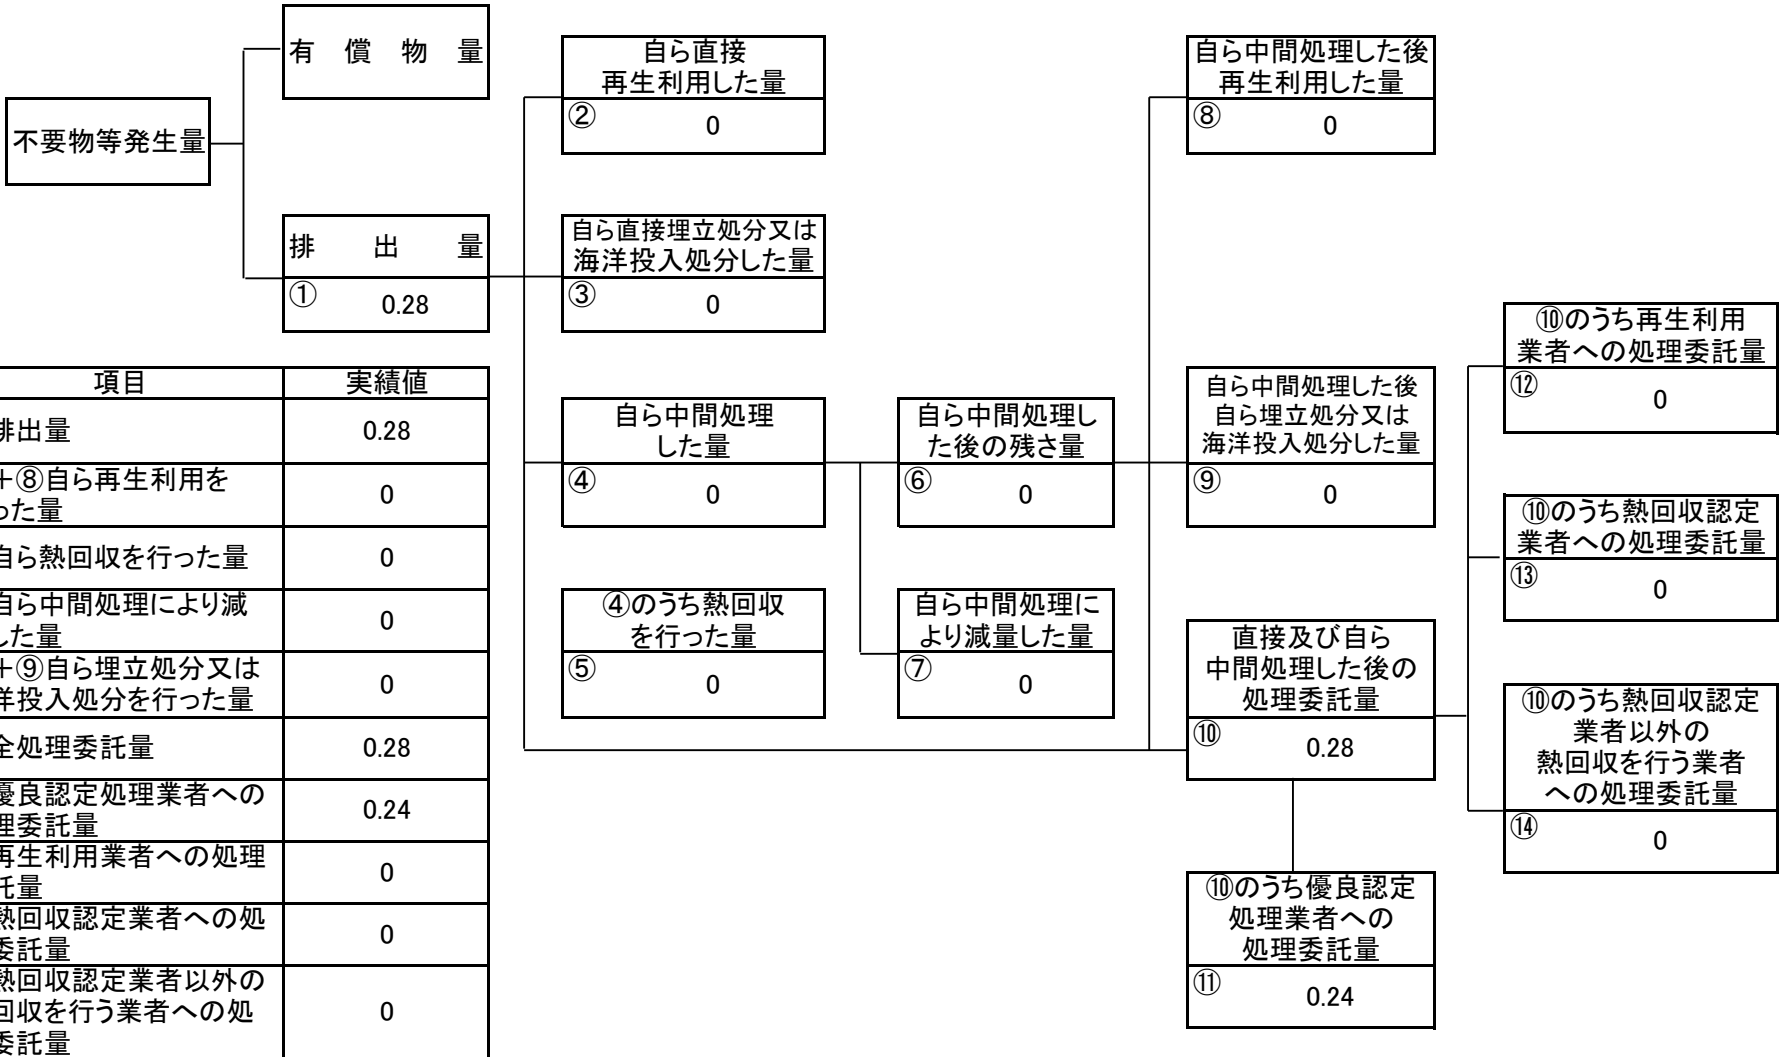 有償物量
不要物等発生量
排出量
① 0.28
自ら直接
再生利用した量
② 0
自ら直接埋立処分又は
海洋投入処分した量
③ 0
自ら中間処理
した量
④ 0
④のうち熱回収
を行った量
⑤ 0
自ら中間処理し
た後の残さ量
⑥ 0
自ら中間処理に
より減量した量
⑦ 0
自ら中間処理した後
再生利用した量
⑧ 0
自ら中間処理した後
自ら埋立処分又は
海洋投入処分した量
⑨ 0
直接及び自ら
中間処理した後の
処理委託量
⑩ 0.28
⑩のうち優良認定
処理業者への
処理委託量
⑪ 0.24
⑩のうち再生利用
業者への処理委託量
⑫ 0
⑩のうち熱回収認定
業者への処理委託量
⑬ 0
⑩のうち熱回収認定
業者以外の
熱回収を行う業者
への処理委託量
⑭ 0
項目 実績値
排出量 0.28
+⑧自ら再生利用を
った量 0
自ら熱回収を行った量 0
自ら中間処理により減
した量 0
+⑨自ら埋立処分又は
洋投入処分を行った量 0
全処理委託量 0.28
優良認定処理業者への
理委託量 0.24
再生利用業者への処理
託量 0
熱回収認定業者への処
委託量 0
熱回収認定業者以外の
回収を行う業者への処
委託量 0